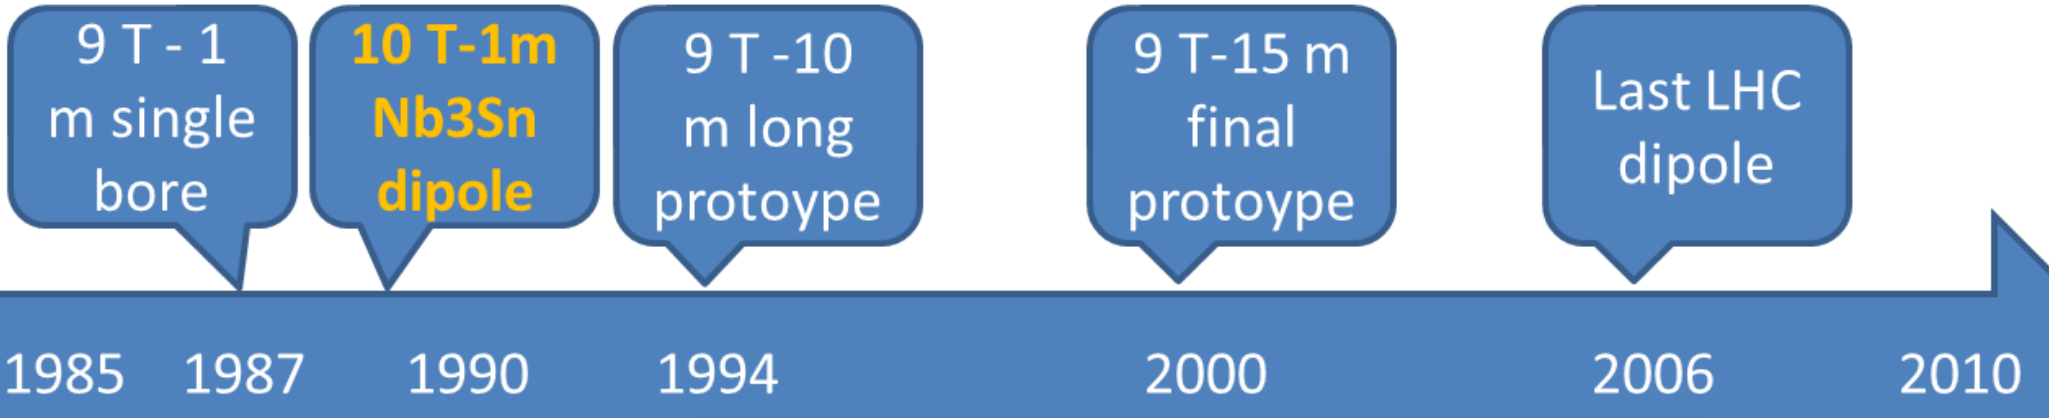 9 T - 1
m single
bore
10 T-1m
Nb3Sn
dipole
9 T -10
m long
protoype
9 T-15 m
final
protoype
Last LHC
dipole
1985 1987 1990 1994 2000 2006 2010